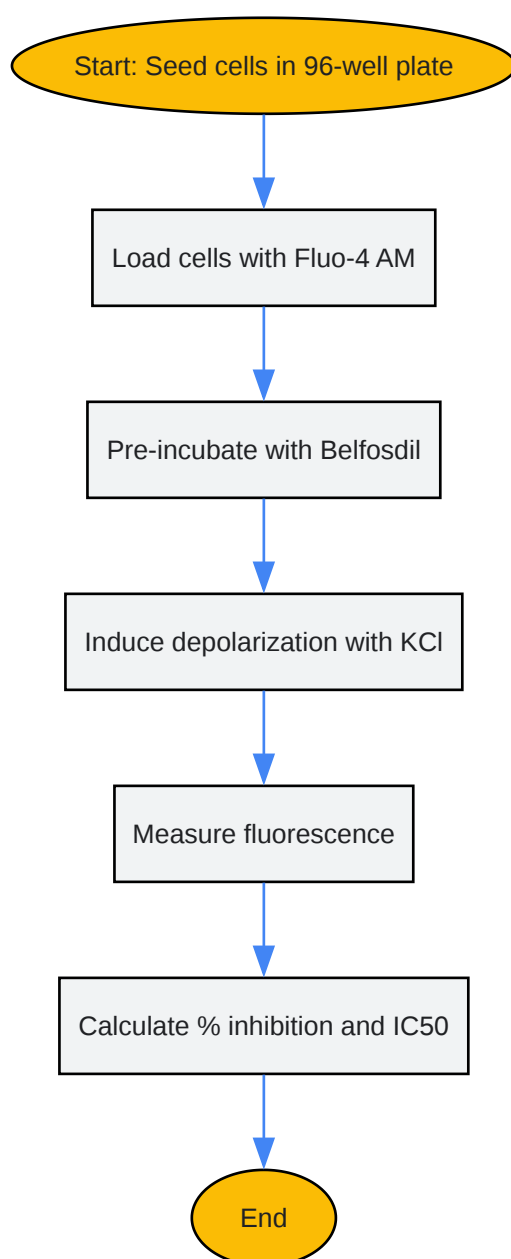 Start: Seed cells in 96-well plate
Load cells with Fluo-4 AM
Pre-incubate with Belfosdil
Induce depolarization with KCl
Measure fluorescence
Calculate % inhibition and IC50
End